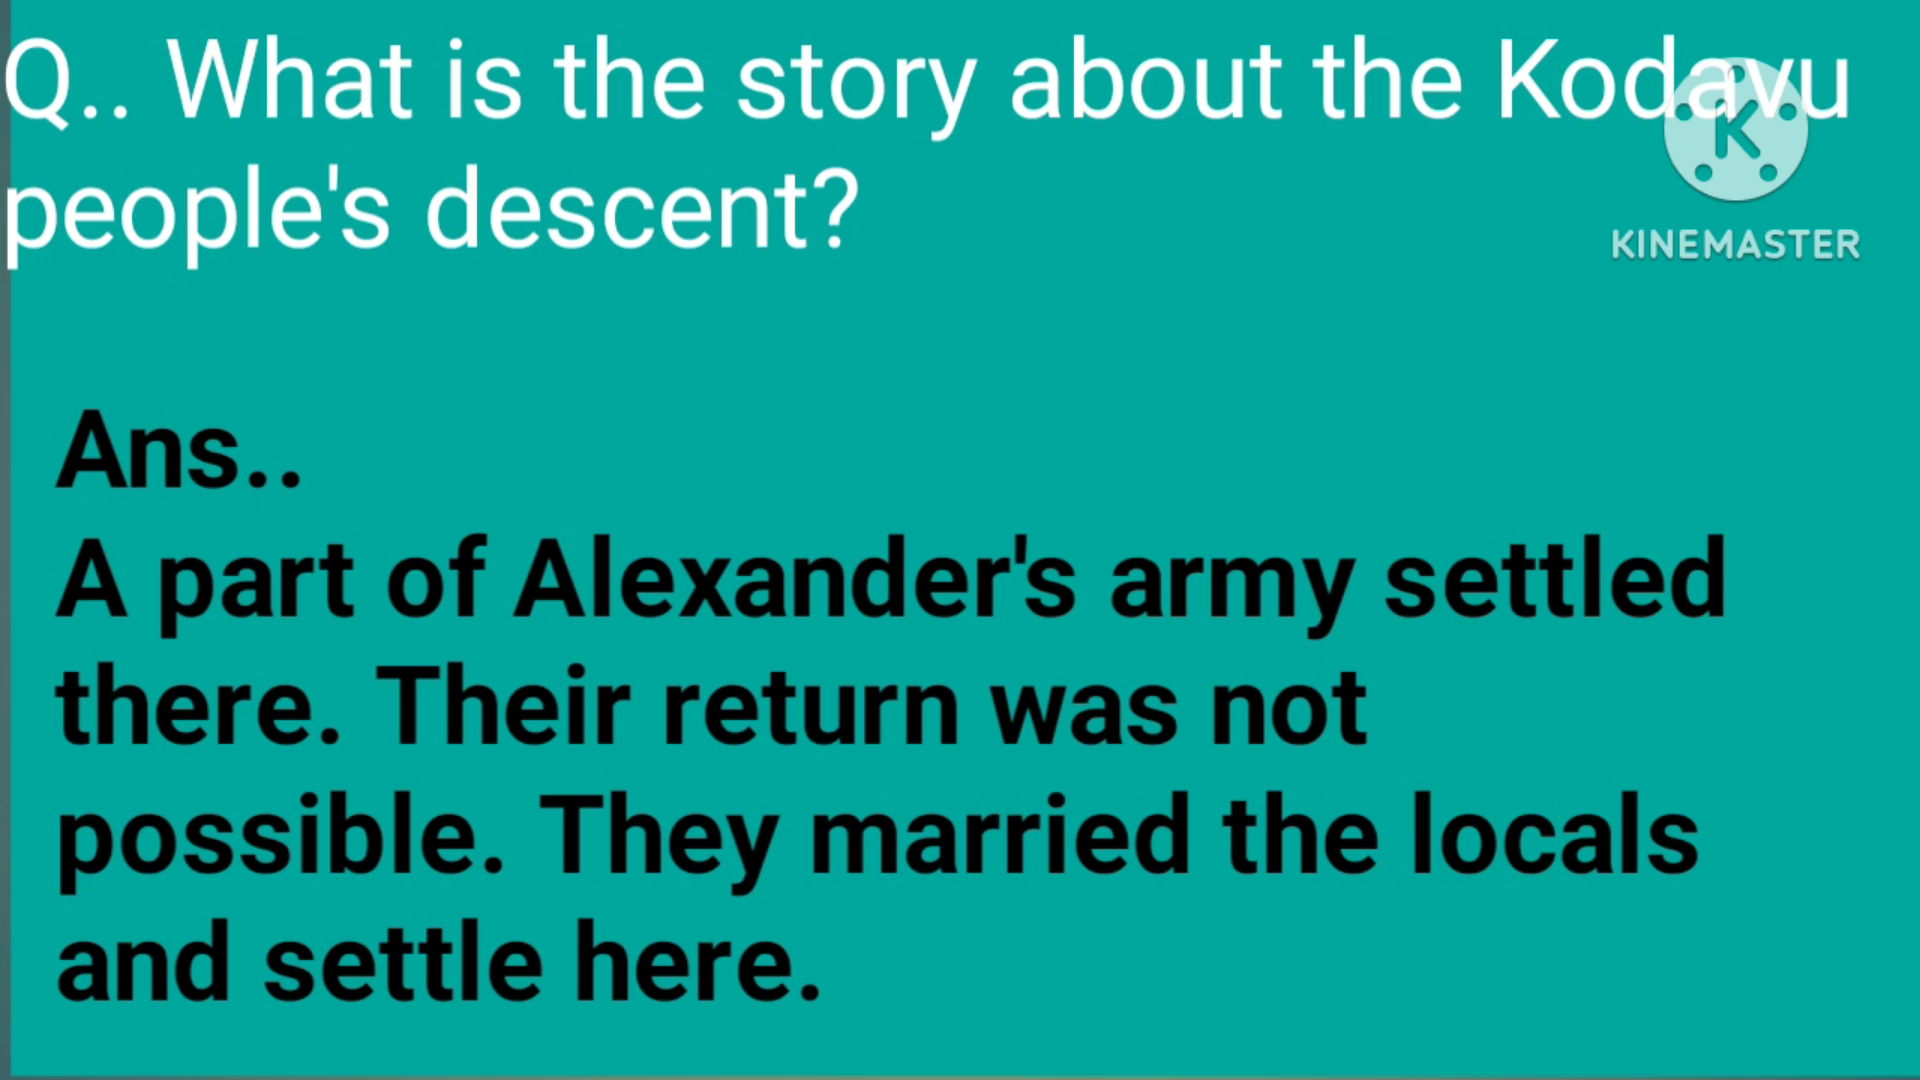 Q.. What is the story about the Kodavu
people's descent?
KINEMASTER
Ans..
A part of Alexander's army settled
there. Their return was not
possible. They married the locals
and settle here.